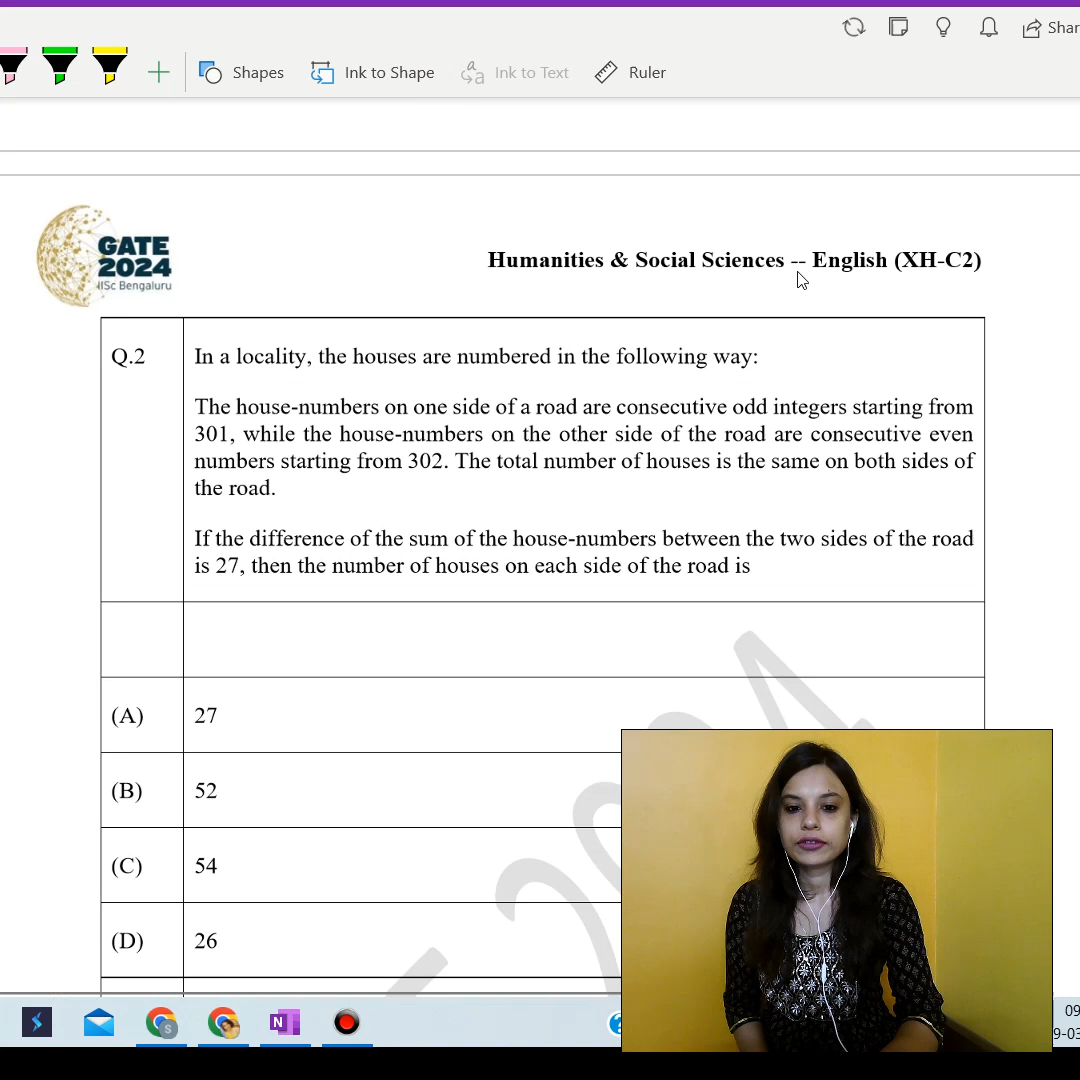 Shar
Shapes Ink to Shape Ink to Text Ruler
GATE
2024
IISc Bengaluru
Humanities & Social Sciences -- English (XH-C2)
Q.2 In a locality, the houses are numbered in the following way:
The house-numbers on one side of a road are consecutive odd integers starting from
301, while the house-numbers on the other side of the road are consecutive even
numbers starting from 302. The total number of houses is the same on both sides of
the road.
If the difference of the sum of the house-numbers between the two sides of the road
is 27, then the number of houses on each side of the road is
(A) 27
(B) 52
(C) 54
(D) 26
S N ?
09
9-03